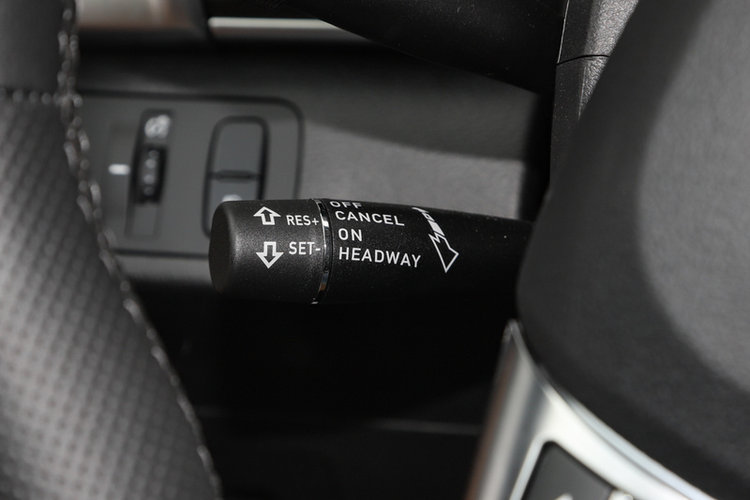 RES+
SET-
OFF
CANCEL
ON
HEADWAY